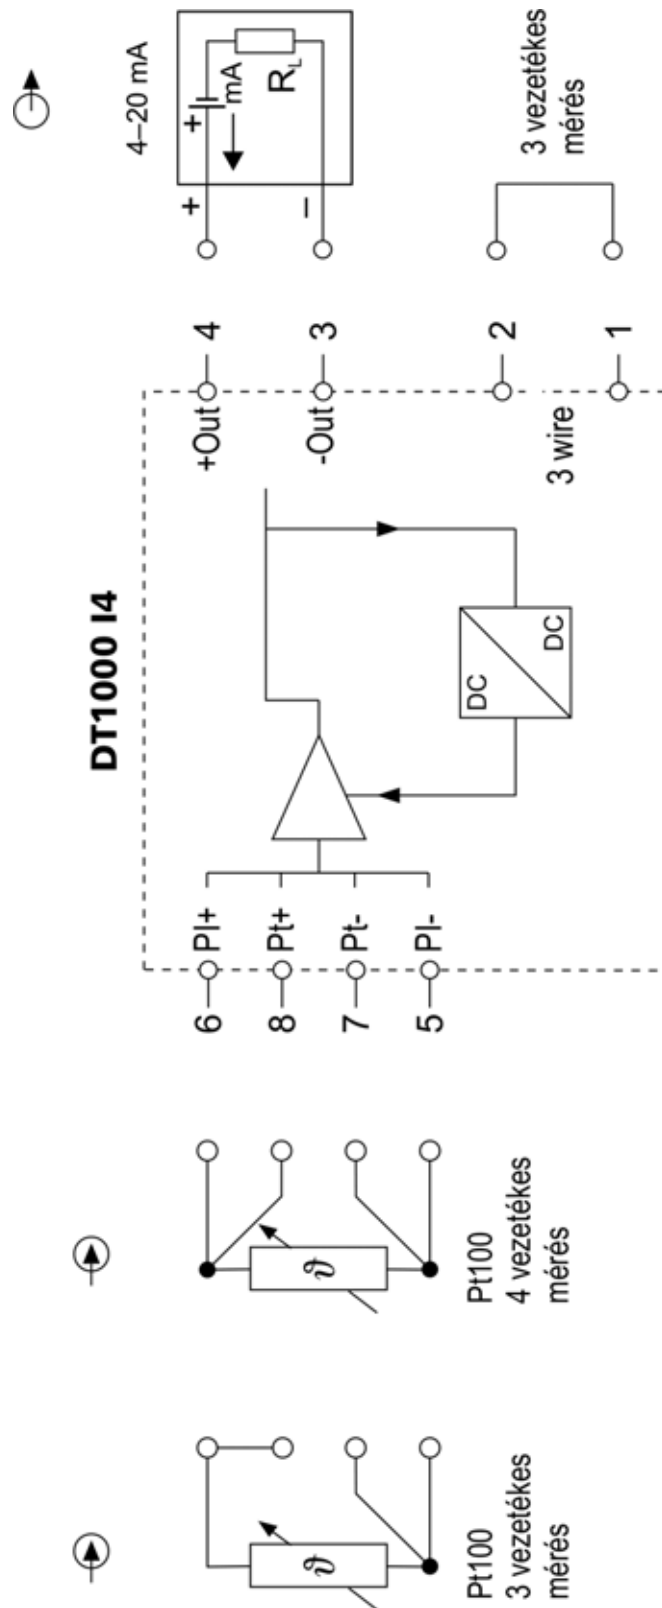 DT1000 I4
Pt100
3 vezetékes
mérés
Pt100
4 vezetékes
mérés
6
PI+
8
Pt+
7
Pt-
5
PI-
ϑ
ϑ
DC
DC
+Out
4
-Out
3
2
3 wire
1
4–20 mA
+
–
+
mA
R_L
3 vezetékes
mérés